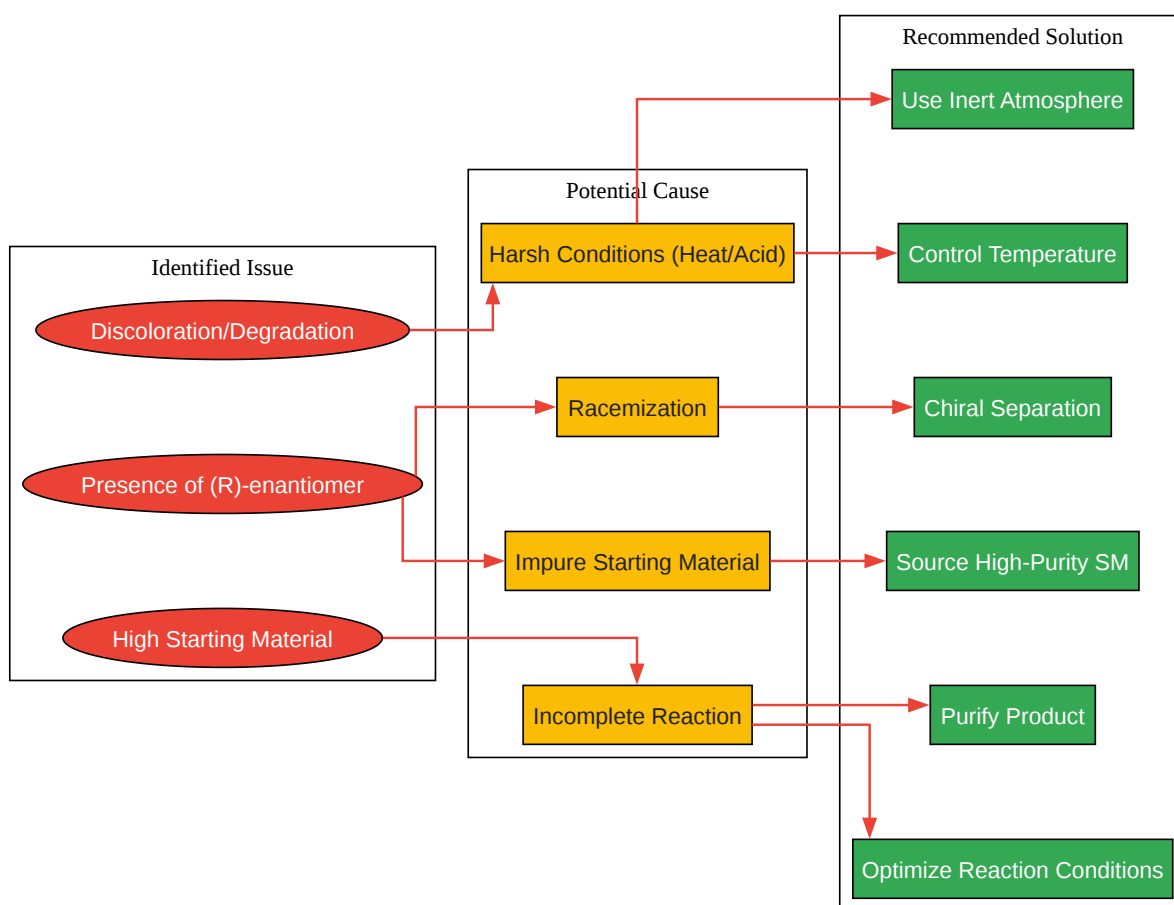 Identified Issue
Discoloration/Degradation
Presence of (R)-enantiomer
High Starting Material
Potential Cause
Harsh Conditions (Heat/Acid)
Racemization
Impure Starting Material
Incomplete Reaction
Recommended Solution
Use Inert Atmosphere
Control Temperature
Chiral Separation
Source High-Purity SM
Purify Product
Optimize Reaction Conditions